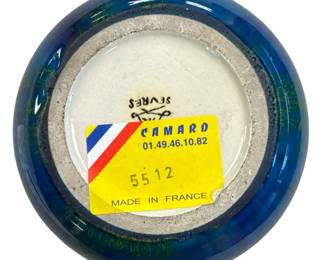 SEVRES
CAMARD
01.49.46.10.82
5512
MADE IN FRANCE